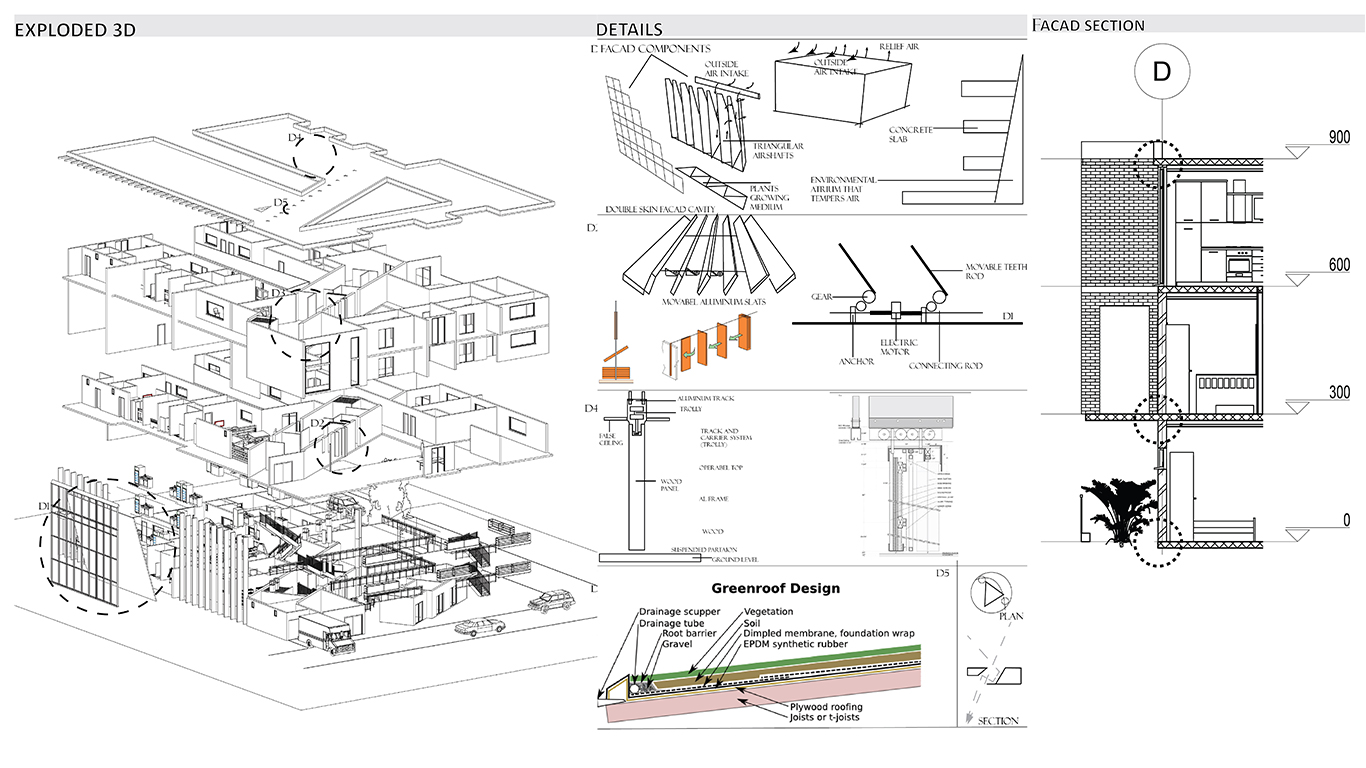 EXPLODED 3D
DETAILS
FACAD SECTION
D4
D5
D3
D2
D1
D. FACAD COMPONENTS
OUTSIDE
AIR INTAKE
RELIEF AIR
OUTSIDE
AIR INTAKE
TRIANGULAR
AIRSHAFTS
PLANTS
GROWING
MEDIUM
CONCRETE
SLAB
ENVIRONMENTAL
ATRIUM THAT
TEMPERS AIR
DOUBLE SKIN FACAD CAVITY
D.
MOVABEL ALUMINUM SLATS
MOVABLE TEETH
ROD
GEAR
D1
ELECTRIC
MOTOR
ANCHOR
CONNECTING ROD
D4
ALUMINUM TRACK
TROLLY
FALSE
CEILING
TRACK AND
CARRIER SYSTEM
(TROLLY)
OPERABEL TOP
WOOD
PANEL
AL FRAME
WOOD
SUSPENDED PARTAION
GROUND LEVEL
D
D5
Greenroof Design
Drainage scupper
Drainage tube
Root barrier
Gravel
Vegetation
Soil
Dimpled membrane, foundation wrap
EPDM synthetic rubber
Plywood roofing
Joists or t-joists
PLAN
SECTION
D
900
600
300
0